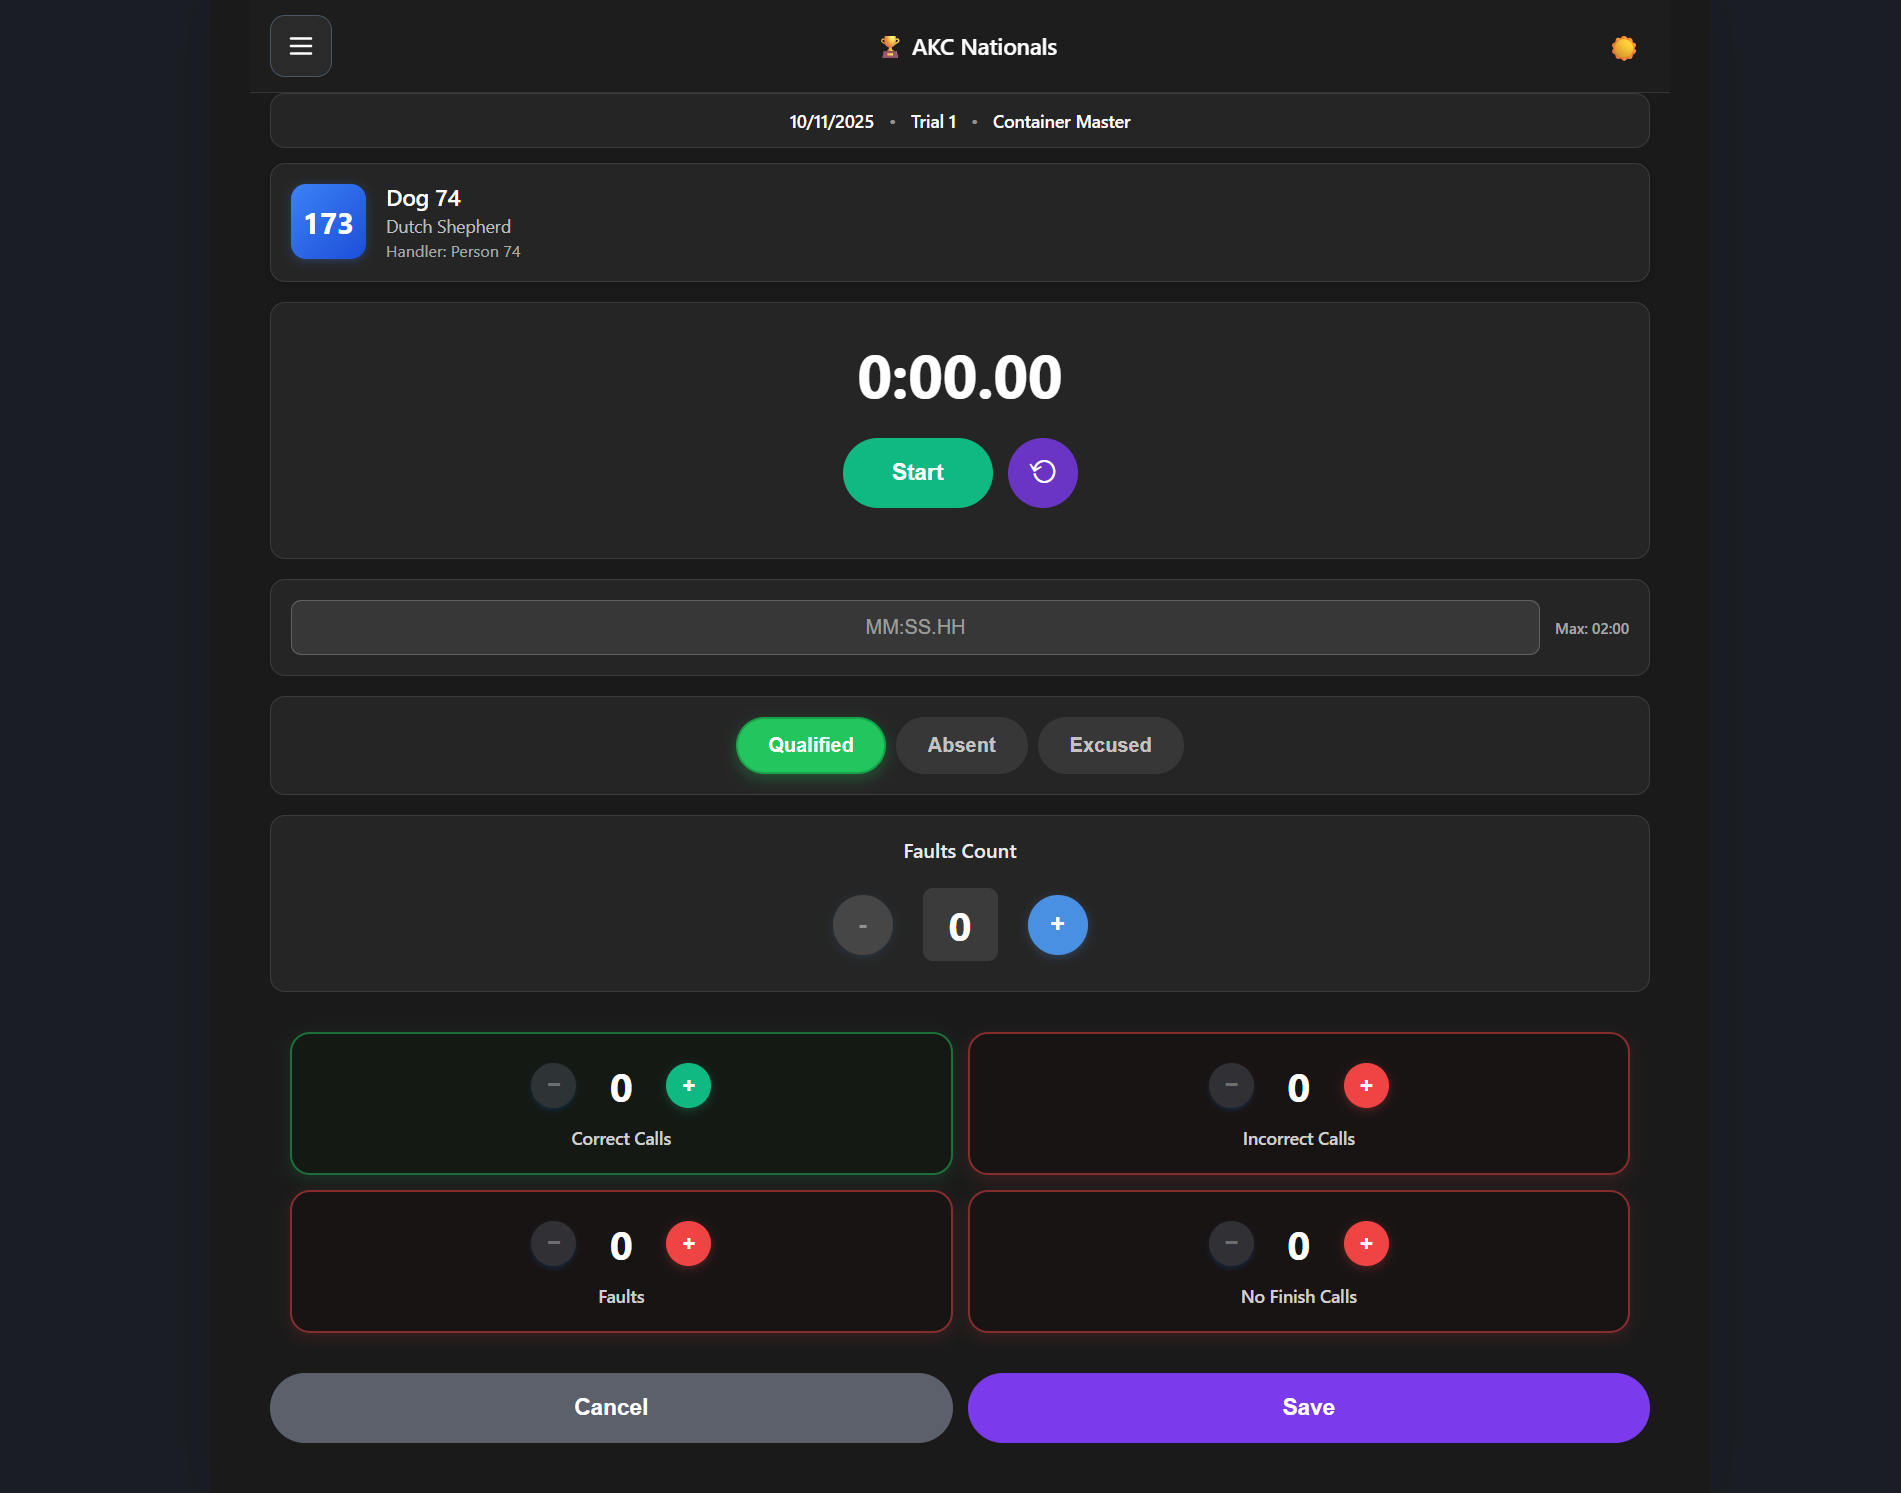 🏆 AKC Nationals
10/11/2025 • Trial 1 • Container Master
173
Dog 74
Dutch Shepherd
Handler: Person 74
0:00.00
Start
MM:SS.HH
Max: 02:00
Qualified Absent Excused
Faults Count
- 0 +
− 0 +
Correct Calls
− 0 +
Incorrect Calls
− 0 +
Faults
− 0 +
No Finish Calls
Cancel Save